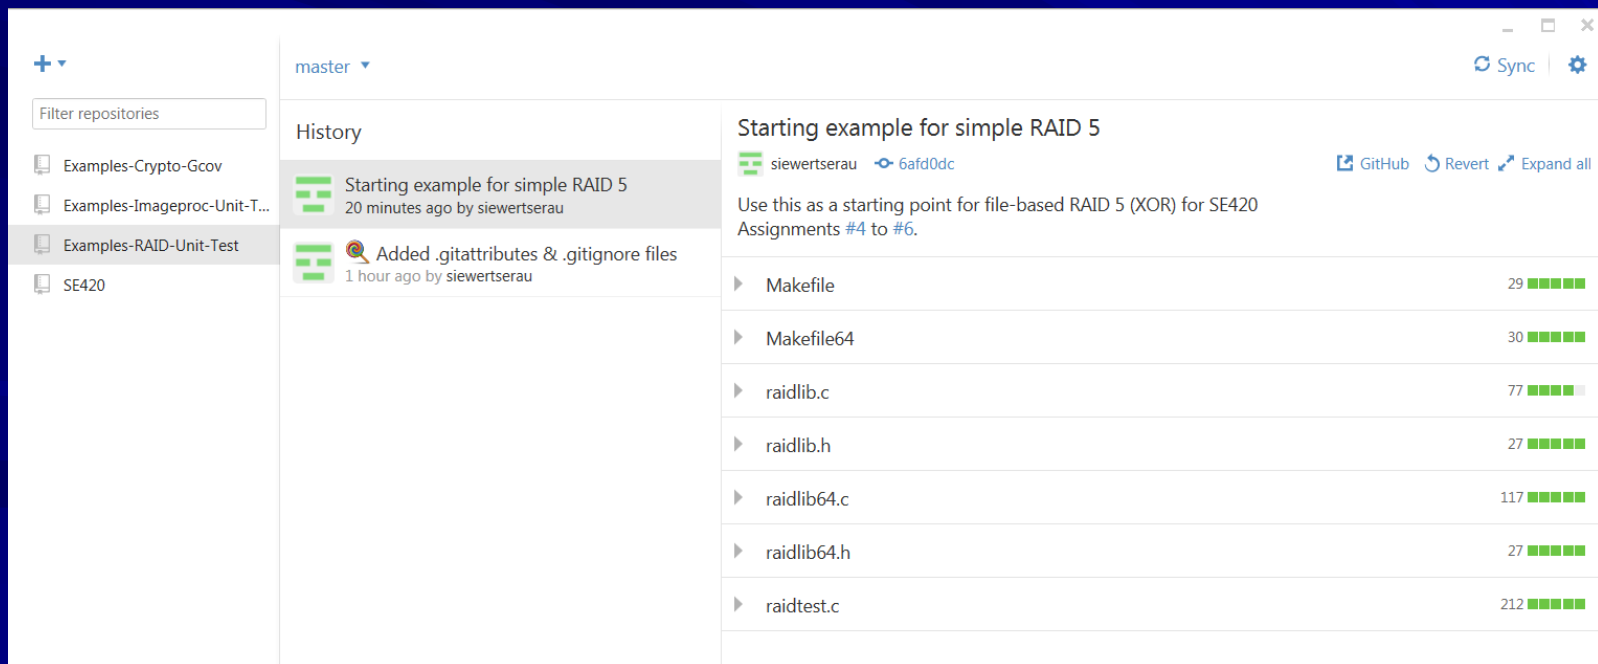 master
Sync
Filter repositories
Examples-Crypto-Gcov
Examples-Imageproc-Unit-T...
Examples-RAID-Unit-Test
SE420
History
Starting example for simple RAID 5
20 minutes ago by siewertserau
Added .gitattributes & .gitignore files
1 hour ago by siewertserau
Starting example for simple RAID 5
siewertserau 6afd0dc GitHub Revert Expand all
Use this as a starting point for file-based RAID 5 (XOR) for SE420
Assignments #4 to #6.
Makefile 29
Makefile64 30
raidlib.c 77
raidlib.h 27
raidlib64.c 117
raidlib64.h 27
raidtest.c 212